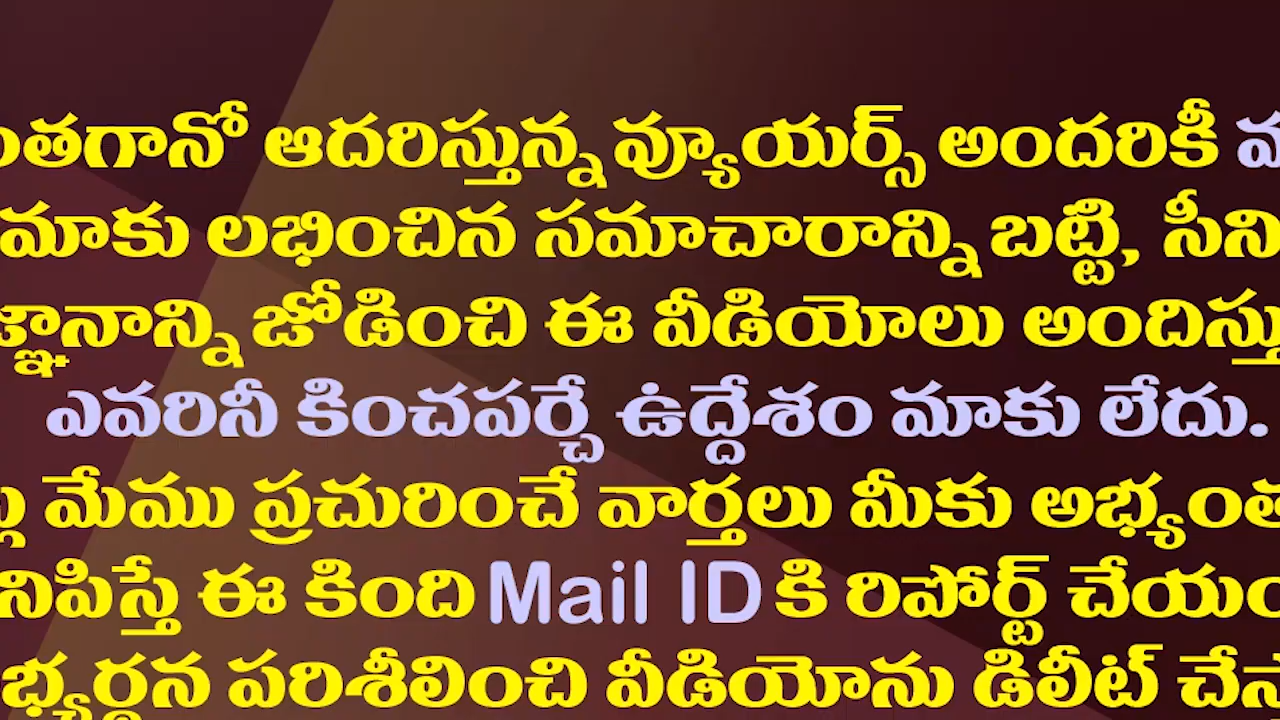 ఆదరిస్తున్న వ్యూయర్స్ అందరికీ
మాకు లభించిన సమాచారాన్ని బట్టి,
జోడించి ఈ వీడియోలు
ఎవరినీ కించపర్చే ఉద్దేశం మాకు లేదు.
మేము ప్రచురించే వార్తలు మీకు
ఈ కింది Mail ID కి రిపోర్ట్
పరిశీలించి వీడియోను డిలీట్